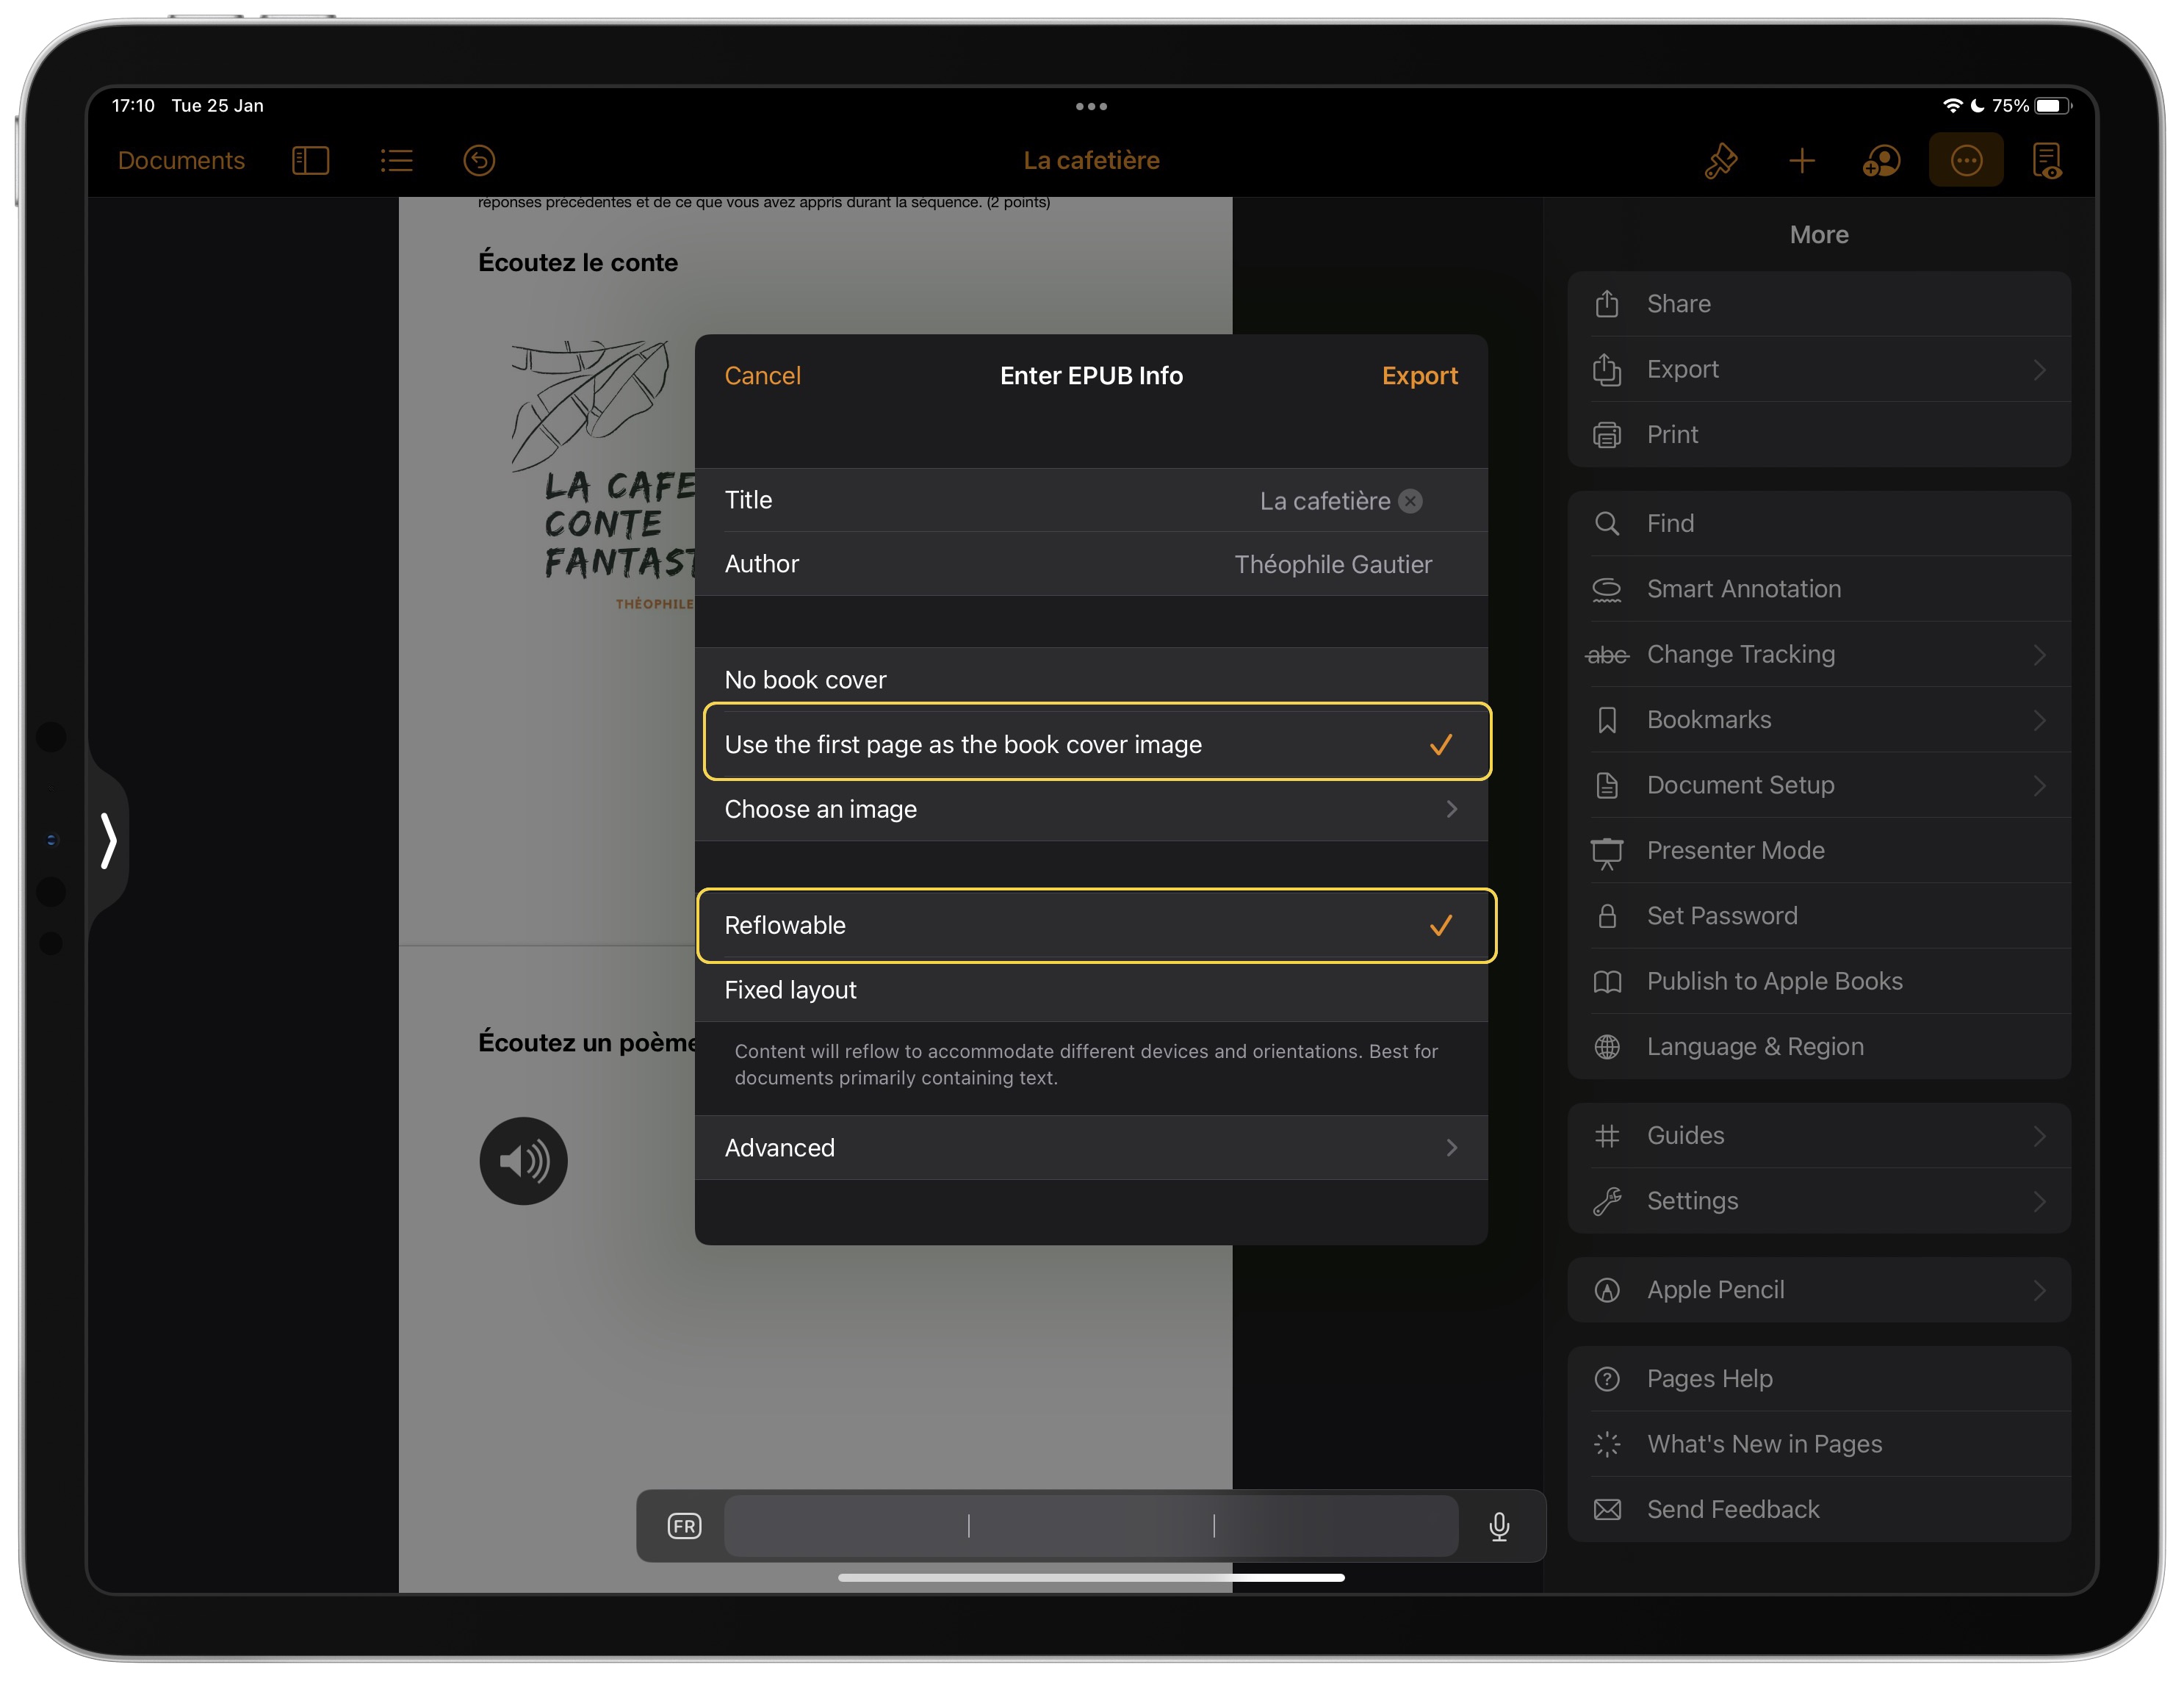 17:10 Tue 25 Jan
75%
Documents
La cafetière
réponses précédentes et de ce que vous avez appris durant la séquence. (2 points)
Écoutez le conte
LA CAFE
CONTE
FANTAST
THÉOPHILE
Écoutez un poème
Cancel
Enter EPUB Info
Export
Title
La cafetière
Author
Théophile Gautier
No book cover
Use the first page as the book cover image
Choose an image
Reflowable
Fixed layout
Content will reflow to accommodate different devices and orientations. Best for
documents primarily containing text.
Advanced
FR
More
Share
Export
Print
Find
Smart Annotation
abc
Change Tracking
Bookmarks
Document Setup
Presenter Mode
Set Password
Publish to Apple Books
Language & Region
Guides
Settings
Apple Pencil
Pages Help
What's New in Pages
Send Feedback